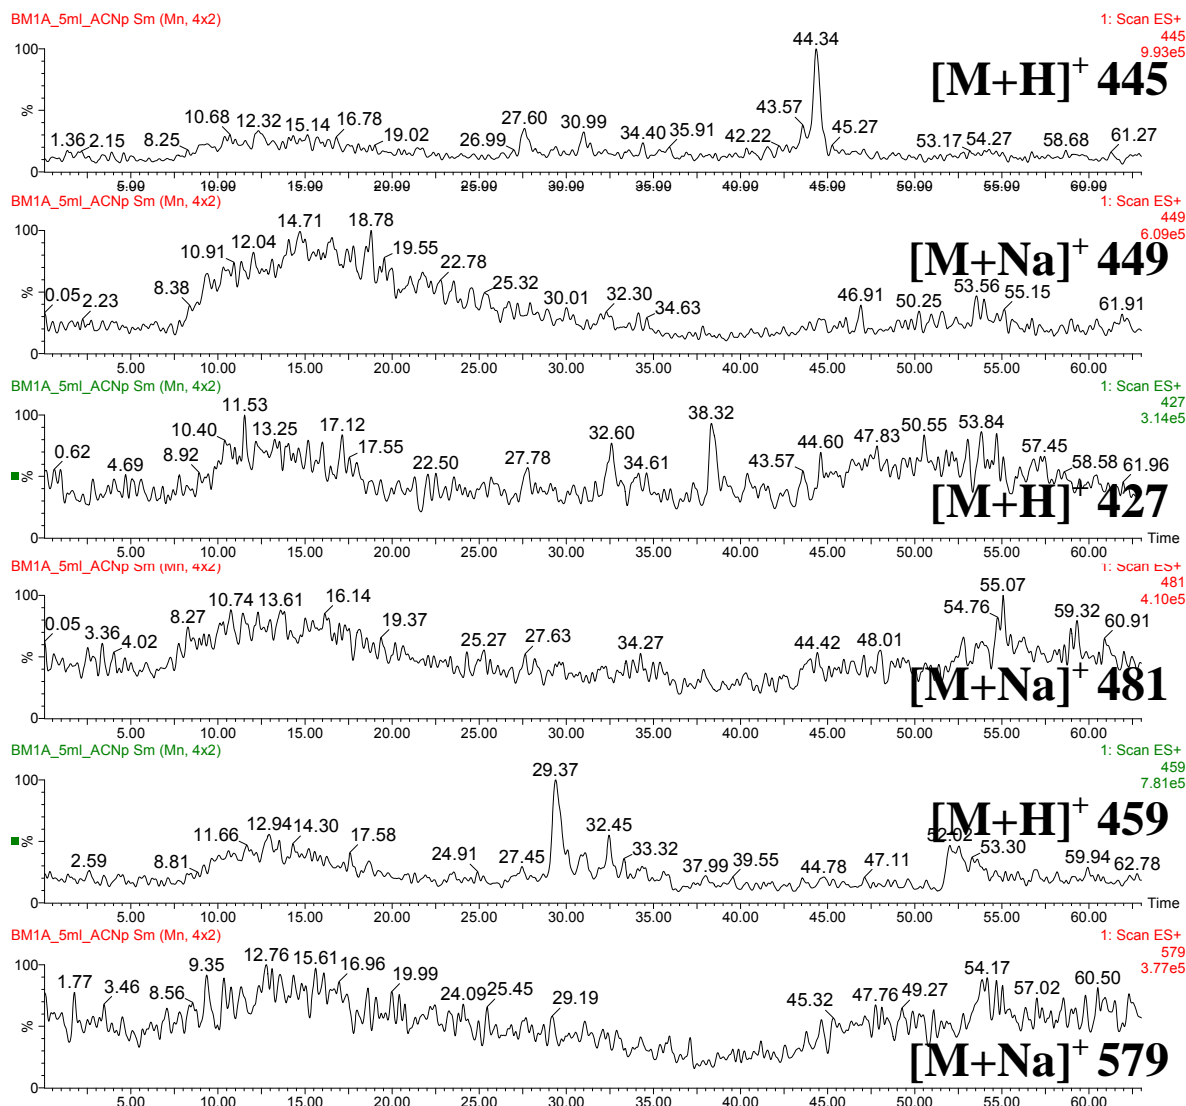 BM1A_5ml_ACNp Sm (Mn, 4x2) 1: Scan ES+
445
9.93e5
[M+H]+ 445
100
%
0
1.36 2.15 8.25 10.68 12.32 15.14 16.78 19.02 26.99 27.60 30.99 34.40 35.91 42.22 43.57 44.34 45.27 53.17 54.27 58.68 61.27
5.00 10.00 15.00 20.00 25.00 30.00 35.00 40.00 45.00 50.00 55.00 60.00
BM1A_5ml_ACNp Sm (Mn, 4x2) 1: Scan ES+
449
6.09e5
[M+Na]+ 449
100
%
0
0.05 2.23 8.38 10.91 12.04 14.71 18.78 19.55 22.78 25.32 30.01 32.30 34.63 46.91 50.25 53.56 55.15 61.91
5.00 10.00 15.00 20.00 25.00 30.00 35.00 40.00 45.00 50.00 55.00 60.00
BM1A_5ml_ACNp Sm (Mn, 4x2) 1: Scan ES+
427
3.14e5
[M+H]+ 427
100
%
0
0.62 4.69 8.92 10.40 11.53 13.25 17.12 17.55 22.50 27.78 32.60 34.61 38.32 43.57 44.60 47.83 50.55 53.84 57.45 58.58 61.96
5.00 10.00 15.00 20.00 25.00 30.00 35.00 40.00 45.00 50.00 55.00 60.00 Time
BM1A_5ml_ACNp Sm (Mn, 4x2) 1: Scan ES+
481
4.10e5
[M+Na]+ 481
100
%
0
0.05 3.36 4.02 8.27 10.74 13.61 16.14 19.37 25.27 27.63 34.27 44.42 48.01 54.76 55.07 59.32 60.91
5.00 10.00 15.00 20.00 25.00 30.00 35.00 40.00 45.00 50.00 55.00 60.00
BM1A_5ml_ACNp Sm (Mn, 4x2) 1: Scan ES+
459
7.81e5
[M+H]+ 459
100
%
0
2.59 8.81 11.66 12.94 14.30 17.58 24.91 27.45 29.37 32.45 33.32 37.99 39.55 44.78 47.11 52.02 53.30 59.94 62.78
5.00 10.00 15.00 20.00 25.00 30.00 35.00 40.00 45.00 50.00 55.00 60.00 Time
BM1A_5ml_ACNp Sm (Mn, 4x2) 1: Scan ES+
579
3.77e5
[M+Na]+ 579
100
%
0
1.77 3.46 8.56 9.35 12.76 15.61 16.96 19.99 24.09 25.45 29.19 45.32 47.76 49.27 54.17 57.02 60.50
5.00 10.00 15.00 20.00 25.00 30.00 35.00 40.00 45.00 50.00 55.00 60.00